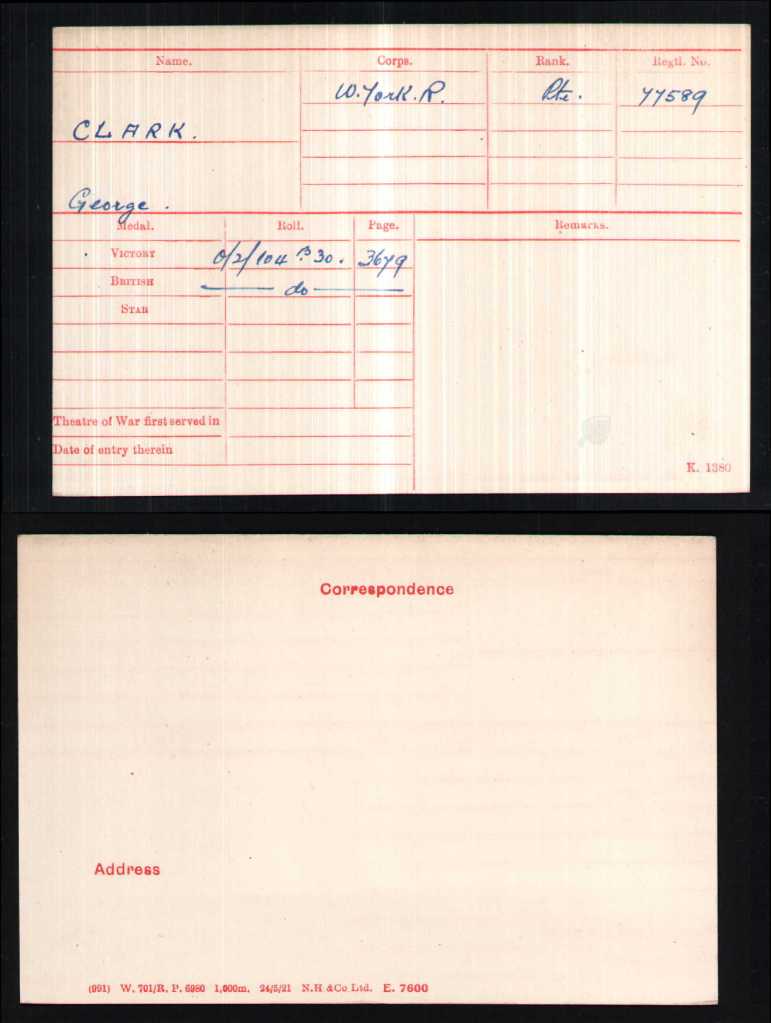 Name. Corps. Rank. Regtl. No.
W. York. R. Pte. 77589
CLARK.
George.
Medal. Roll. Page. Remarks.
VICTORY 0/2/104 B30. 3679
BRITISH do
STAR
Theatre of War first served in
Date of entry therein
K. 1380
Correspondence
Address
(991) W. 701/R. P. 6980 1,000m. 24/5/21 N.H &Co Ltd. E. 7600